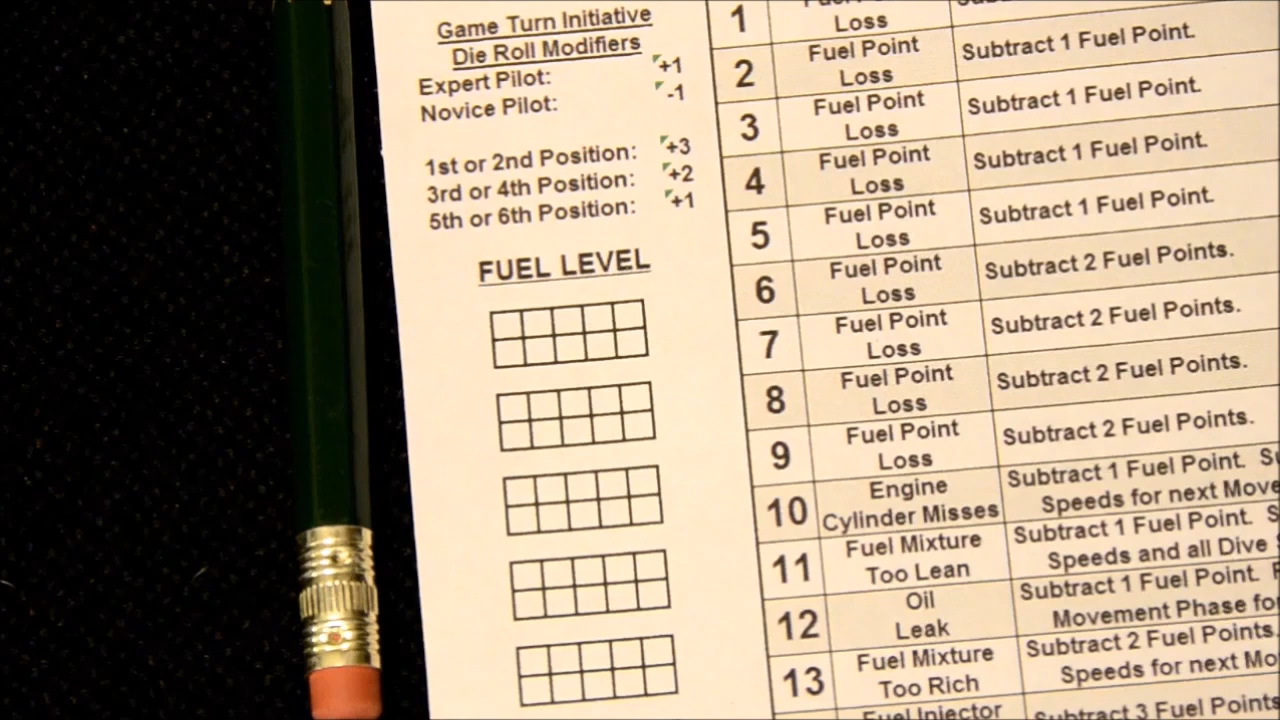 Game Turn Initiative
Die Roll Modifiers
Expert Pilot: +1
Novice Pilot: -1
1st or 2nd Position: +3
3rd or 4th Position: +2
5th or 6th Position: +1
FUEL LEVEL
1
Loss
2
Fuel Point
Loss
Subtract 1 Fuel Point.
3
Fuel Point
Loss
Subtract 1 Fuel Point.
4
Fuel Point
Loss
Subtract 1 Fuel Point.
5
Fuel Point
Loss
Subtract 1 Fuel Point.
6
Fuel Point
Loss
Subtract 2 Fuel Points.
7
Fuel Point
Loss
Subtract 2 Fuel Points.
8
Fuel Point
Loss
Subtract 2 Fuel Points.
9
Fuel Point
Loss
Subtract 2 Fuel Points.
10
Engine
Cylinder Misses
Subtract 1 Fuel Point.
Speeds for next
11
Fuel Mixture
Too Lean
Subtract 1 Fuel Point.
Speeds and all Dive
12
Oil
Leak
Subtract 1 Fuel Point.
Movement Phase for
13
Fuel Mixture
Too Rich
Subtract 2 Fuel Points.
Speeds for next
Fuel Injector
Subtract 3 Fuel Points